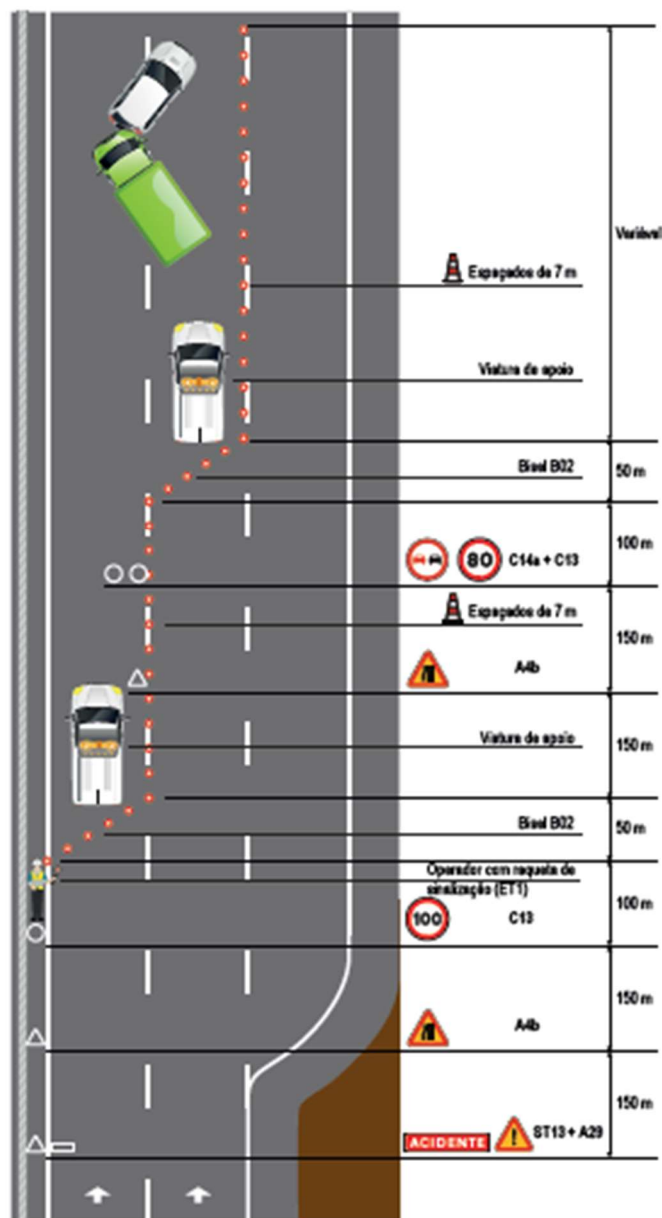 Variável
Espaçados de 7 m
Viatura de apoio
Bisel B02
50 m
100 m
80
C14a + C13
Espaçados de 7 m
150 m
A4b
Viatura de apoio
150 m
Bisel B02
50 m
Operador com raqueta de
sinalização (ET1)
100 m
100
C13
150 m
A4b
150 m
ACIDENTE
ST13 + A29